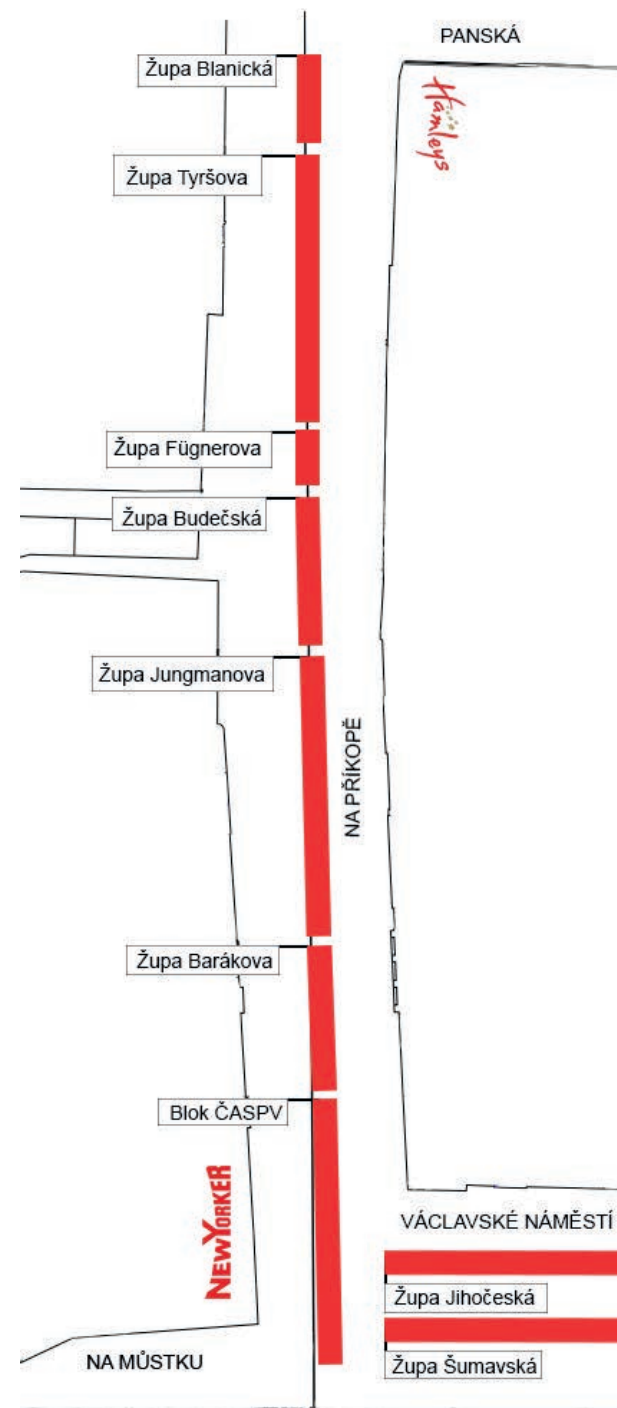 PANSKÁ
Župa Blanická
Hamleys
Župa Tyršova
Župa Fügnerova
Župa Budečská
Župa Jungmanova
NA PŘÍKOPĚ
Župa Barákova
Blok ČASPV
NEWYORKER
VÁCLAVSKÉ NÁMĚSTÍ
Župa Jihočeská
NA MŮSTKU
Župa Šumavská